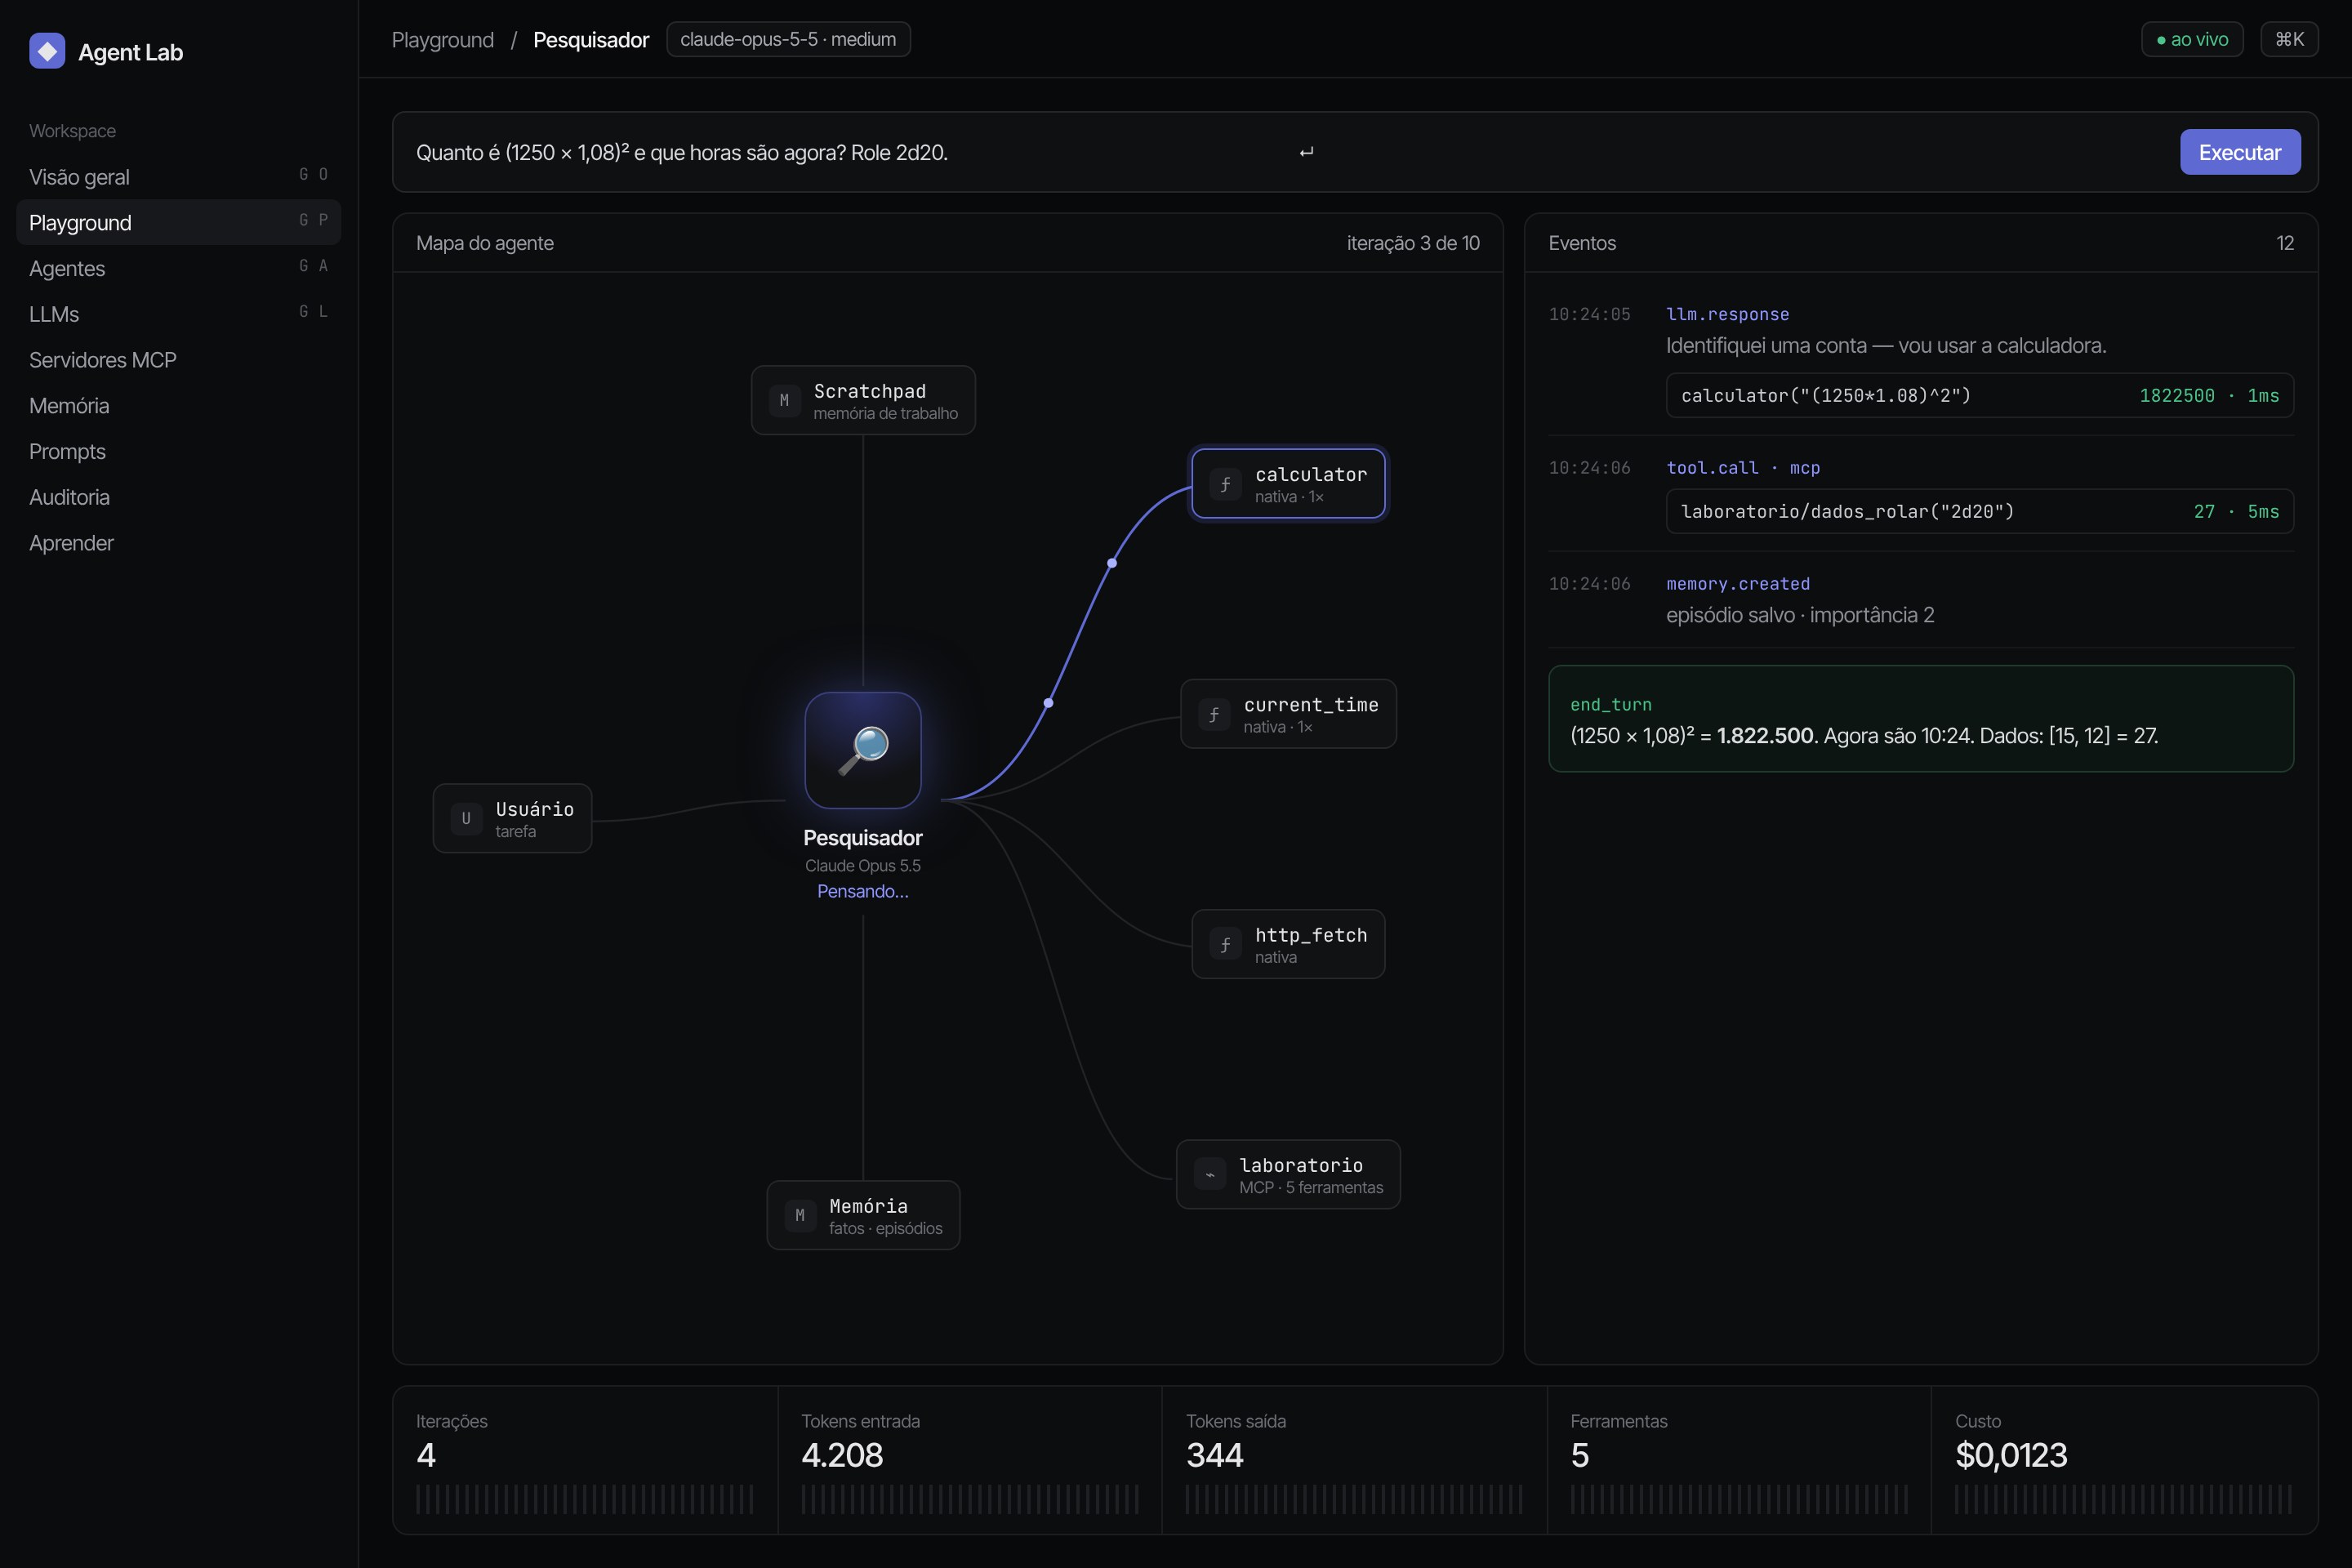 Agent Lab
Workspace
Visão geral G O
Playground G P
Agentes G A
LLMs G L
Servidores MCP
Memória
Prompts
Auditoria
Aprender
Playground / Pesquisador claude-opus-5-5 · medium
● ao vivo ⌘K
Quanto é (1250 × 1,08)² e que horas são agora? Role 2d20. ↵ Executar
Mapa do agente iteração 3 de 10
M Scratchpad
memória de trabalho
ƒ calculator
nativa · 1×
ƒ current_time
nativa · 1×
U Usuário
tarefa
Pesquisador
Claude Opus 5.5
Pensando...
ƒ http_fetch
nativa
⌁ laboratorio
MCP · 5 ferramentas
M Memória
fatos · episódios
Eventos 12
10:24:05 llm.response
Identifiquei uma conta — vou usar a calculadora.
calculator("(1250*1.08)^2") 1822500 · 1ms
10:24:06 tool.call · mcp
laboratorio/dados_rolar("2d20") 27 · 5ms
10:24:06 memory.created
episódio salvo · importância 2
end_turn
(1250 × 1,08)² = 1.822.500. Agora são 10:24. Dados: [15, 12] = 27.
Iterações
4
Tokens entrada
4.208
Tokens saída
344
Ferramentas
5
Custo
$0,0123